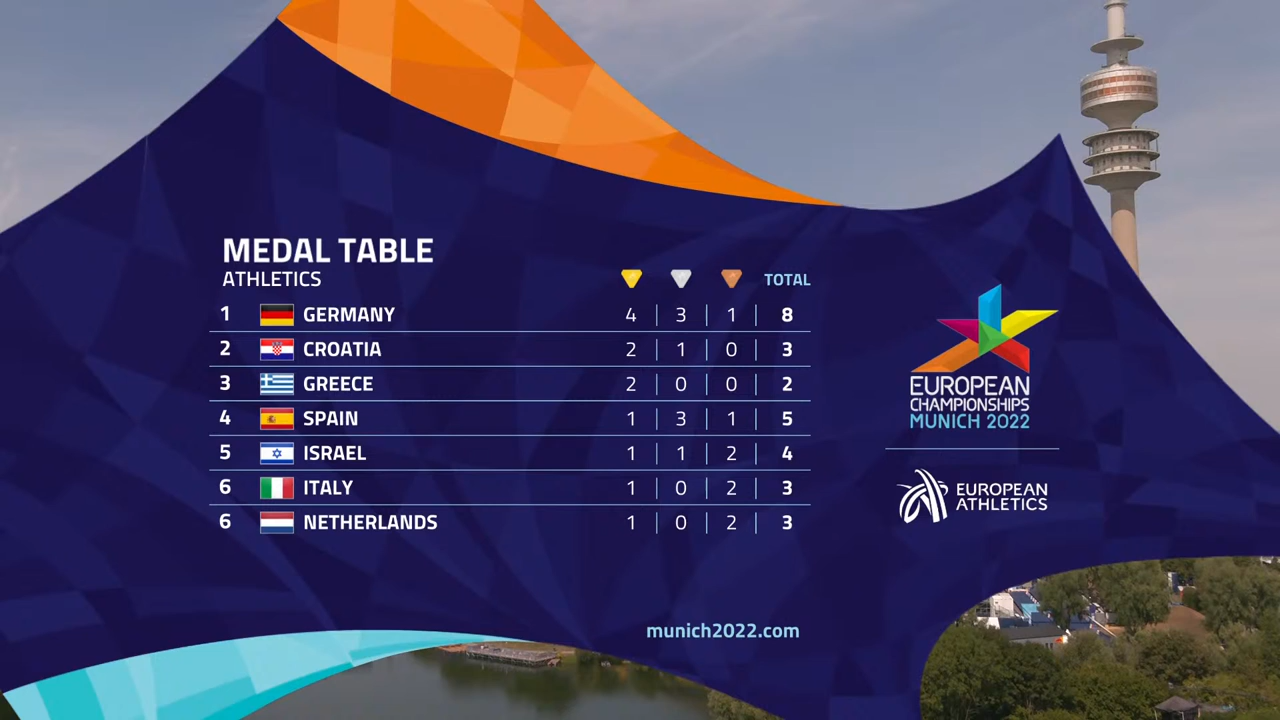 MEDAL TABLE
ATHLETICS
TOTAL
1 GERMANY 4 3 1 8
2 CROATIA 2 1 0 3
3 GREECE 2 0 0 2
4 SPAIN 1 3 1 5
5 ISRAEL 1 1 2 4
6 ITALY 1 0 2 3
6 NETHERLANDS 1 0 2 3
munich2022.com
EUROPEAN
CHAMPIONSHIPS
MUNICH 2022
EUROPEAN
ATHLETICS